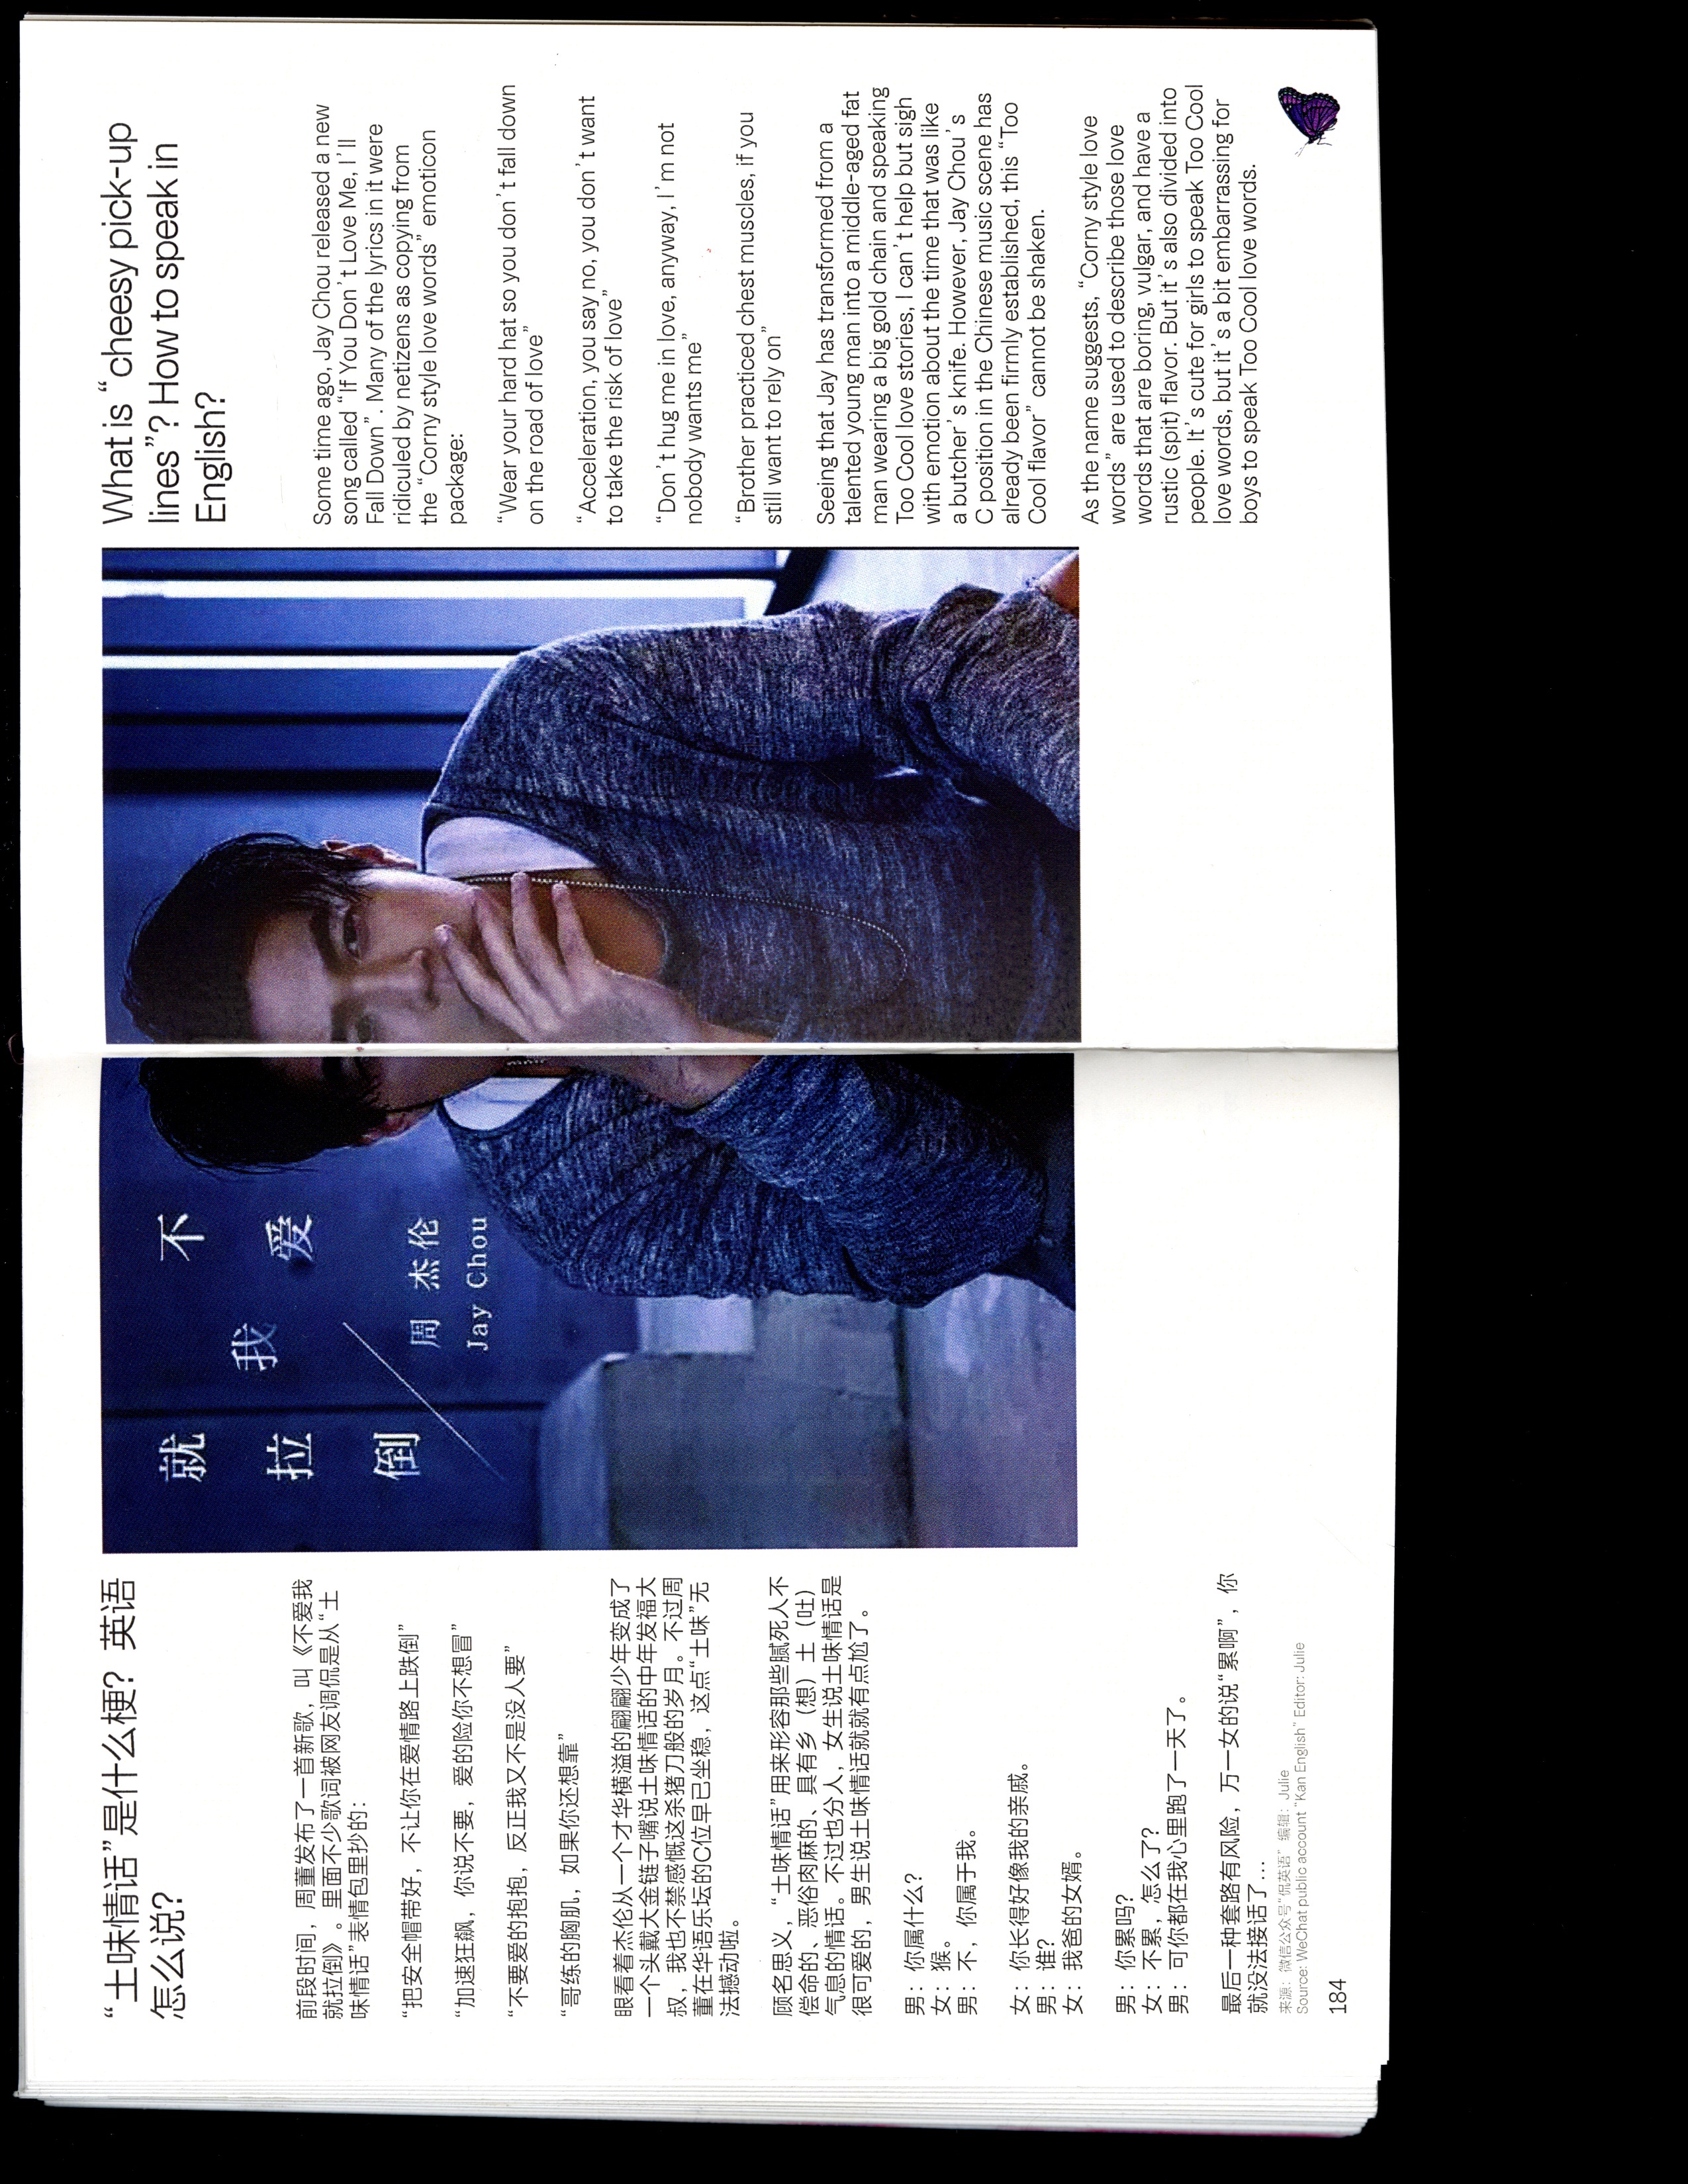 “土味情话”是什么梗？英语
怎么说？
前段时间，周董发布了一首新歌，叫《不爱我
就拉倒》。里面不少歌词被网友调侃是从“土
味情话”表情包里抄的：
“把安全帽带好，不让你在爱情路上跌倒”
“加速狂飙，你说不要，爱的险你不想冒”
“不要爱的抱抱，反正我又不是没人要”
“哥练的胸肌，如果你还想靠”
眼看着杰伦从一个才华横溢的翩翩少年变成了
一个头戴大金链子嘴说土味情话的中年发福大
叔，我也不禁感慨这杀猪刀般的岁月。不过周
董在华语乐坛的C位早已坐稳，这点“土味”无
法撼动啦。
顾名思义，“土味情话”用来形容那些腻死人不
偿命的、恶俗肉麻的、具有乡（想）土（吐）
气息的情话。不过也分人，女生说土味情话是
很可爱的，男生说土味情话就就有点尬了。
男：你属什么？
女：猴。
男：不，你属于我。
女：你长得好像我的亲戚。
男：谁？
女：我爸的女婿。
男：你累吗？
女：不累，怎么了？
男：可你都在我心里跑了一天了。
最后一种套路有风险，万一女的说“累啊”，你
就没法接话了…
来源：微信公众号“侃英语” 编辑：Julie
Source: WeChat public account “Kan English” Editor: Julie
184
不爱
我
就拉倒
周 杰伦
Jay Chou
What is “cheesy pick-up
lines”? How to speak in
English?
Some time ago, Jay Chou released a new
song called “If You Don’t Love Me, I’ll
Fall Down”. Many of the lyrics in it were
ridiculed by netizens as copying from
the “Corny style love words” emoticon
package:
“Wear your hard hat so you don’t fall down
on the road of love”
“Acceleration, you say no, you don’t want
to take the risk of love”
“Don’t hug me in love, anyway, I’m not
nobody wants me”
“Brother practiced chest muscles, if you
still want to rely on”
Seeing that Jay has transformed from a
talented young man into a middle-aged fat
man wearing a big gold chain and speaking
Too Cool love stories, I can’t help but sigh
with emotion about the time that was like
a butcher’s knife. However, Jay Chou’s
C position in the Chinese music scene has
already been firmly established, this “Too
Cool flavor” cannot be shaken.
As the name suggests, “Corny style love
words” are used to describe those love
words that are boring, vulgar, and have a
rustic (spit) flavor. But it’s also divided into
people. It’s cute for girls to speak Too Cool
love words, but it’s a bit embarrassing for
boys to speak Too Cool love words.